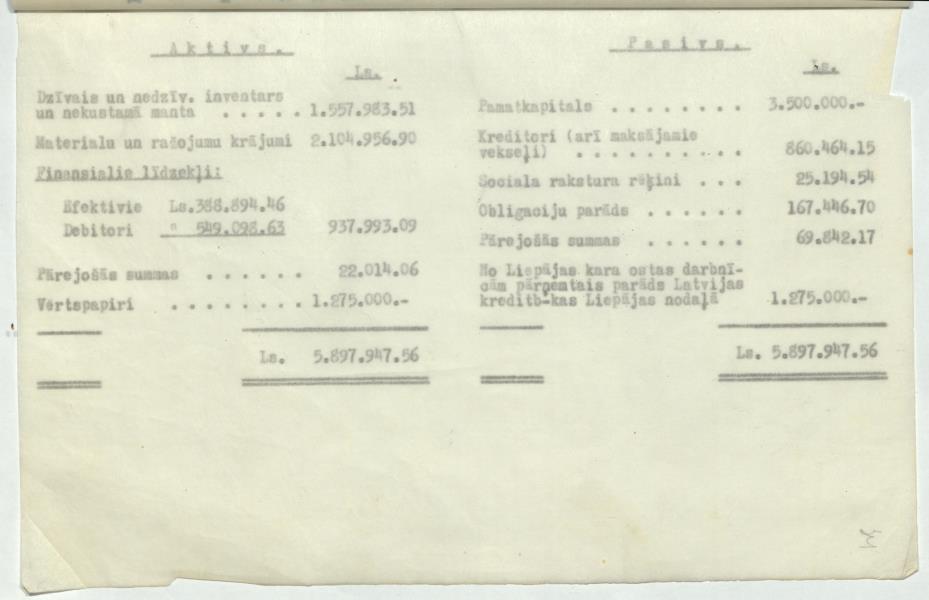 Aktivs.
Ls.
Dzīvais un nedzīv. inventars
un nekustamā manta . . . . . 1.557.983.51
Materialu un ražojumu krājumi 2.104.956.90
Finansialie līdzekļi:
Efektivie Ls.388.894.46
Debitori " 549.098.63 937.993.09
Pārejošās summas . . . . . . 22.014.06
Vērtspapiri . . . . . . . . 1.275.000.-
Ls. 5.897.947.56
Pasivs.
Ls.
Pamatkapitals . . . . . . . . 3.500.000.-
Kreditori (arī maksājamie
vekseļi) . . . . . . . . . . 860.464.15
Sociala rakstura rēķini . . . 25.194.54
Obligaciju parāds . . . . . . 167.446.70
Pārejošās summas . . . . . . 69.842.17
No Liepājas kara ostas darbnī-
cām pārņemtais parāds Latvijas
kreditb-kas Liepājas nodaļā 1.275.000.-
Ls. 5.897.947.56